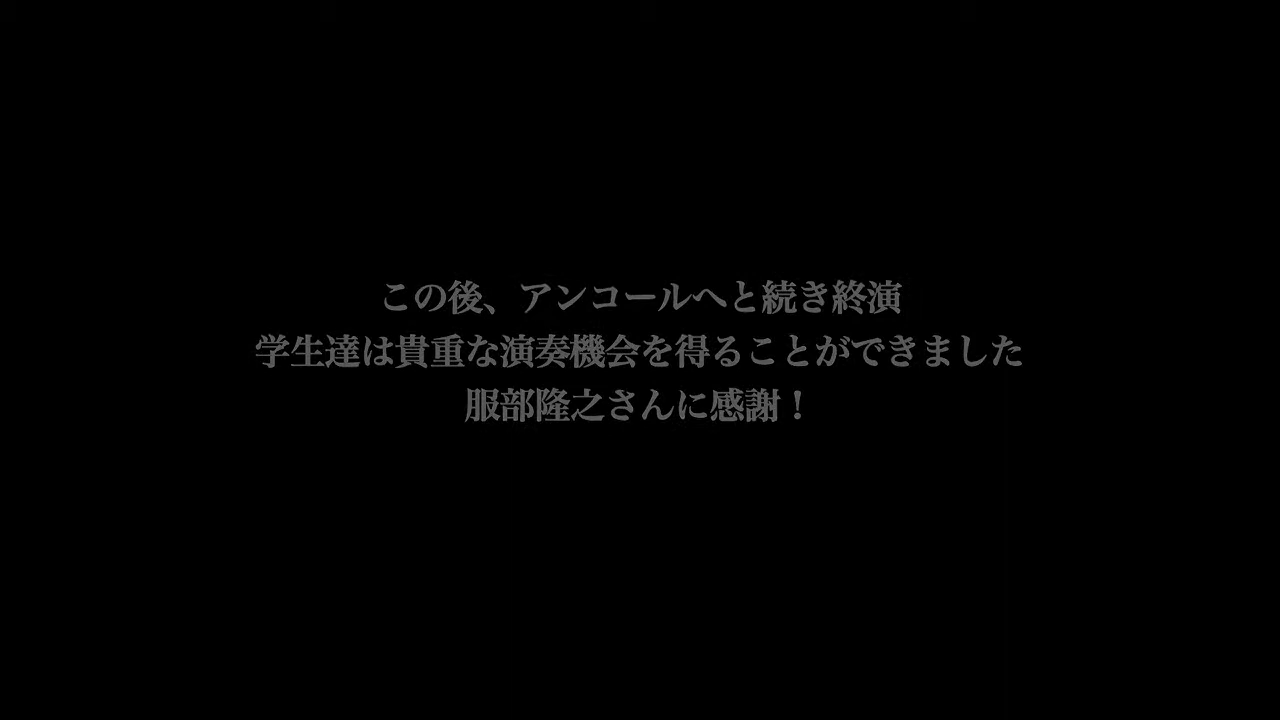 この後、アンコールへと続き終演
学生達は貴重な演奏機会を得ることができました
服部隆之さんに感謝！